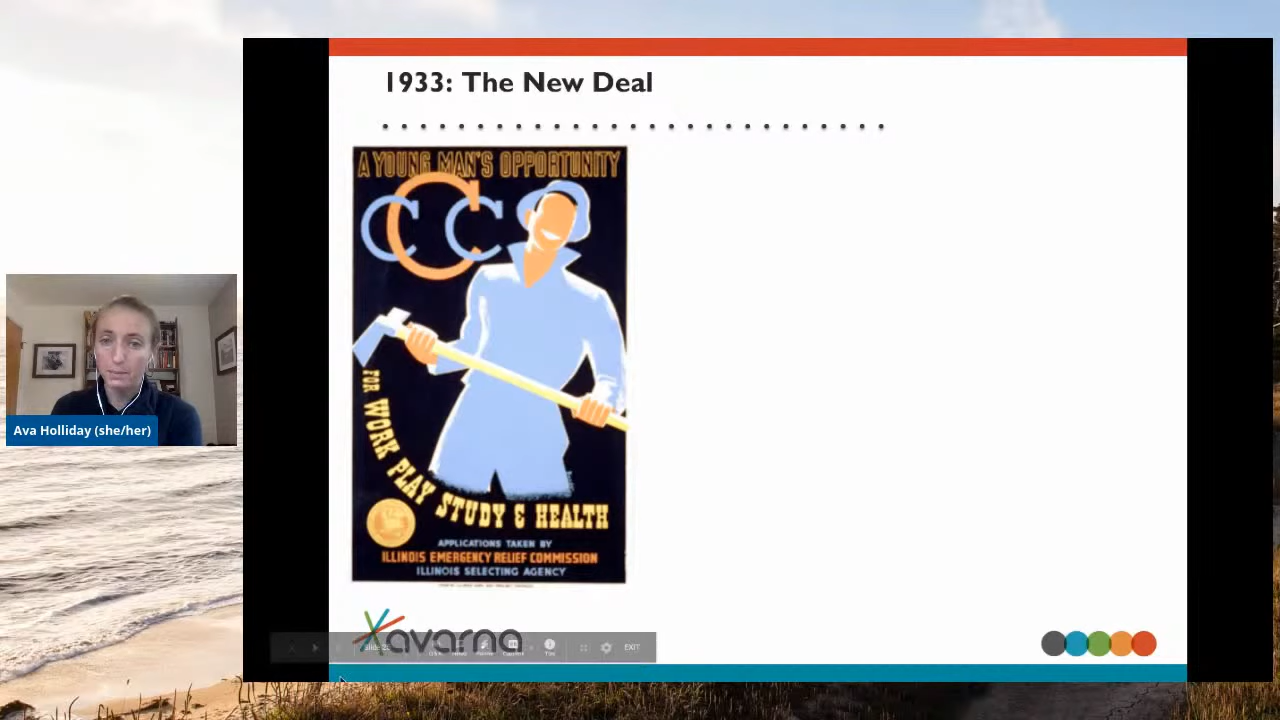 1933: The New Deal
A YOUNG MAN'S OPPORTUNITY
CCC
FOR WORK PLAY STUDY & HEALTH
APPLICATIONS TAKEN BY
ILLINOIS EMERGENCY RELIEF COMMISSION
ILLINOIS SELECTING AGENCY
Ava Holliday (she/her)
avarna
EXIT